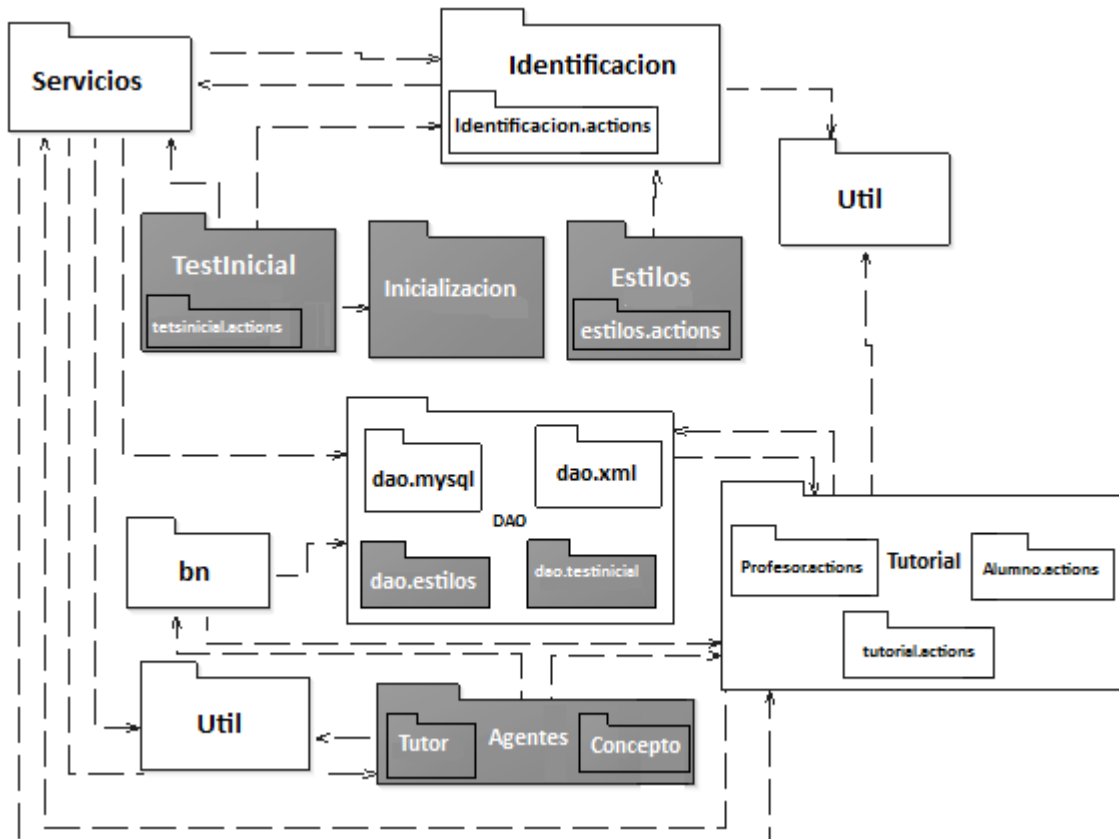 Servicios
Identificacion
Identificacion.actions
Util
TestInicial
tetsinicial.actions
Inicializacion
Estilos
estilos.actions
dao.mysql
dao.xml
DAO
dao.estilos
dao.testinicial
bn
Profesor.actions
Tutorial
Alumno.actions
tutorial.actions
Util
Tutor
Agentes
Concepto